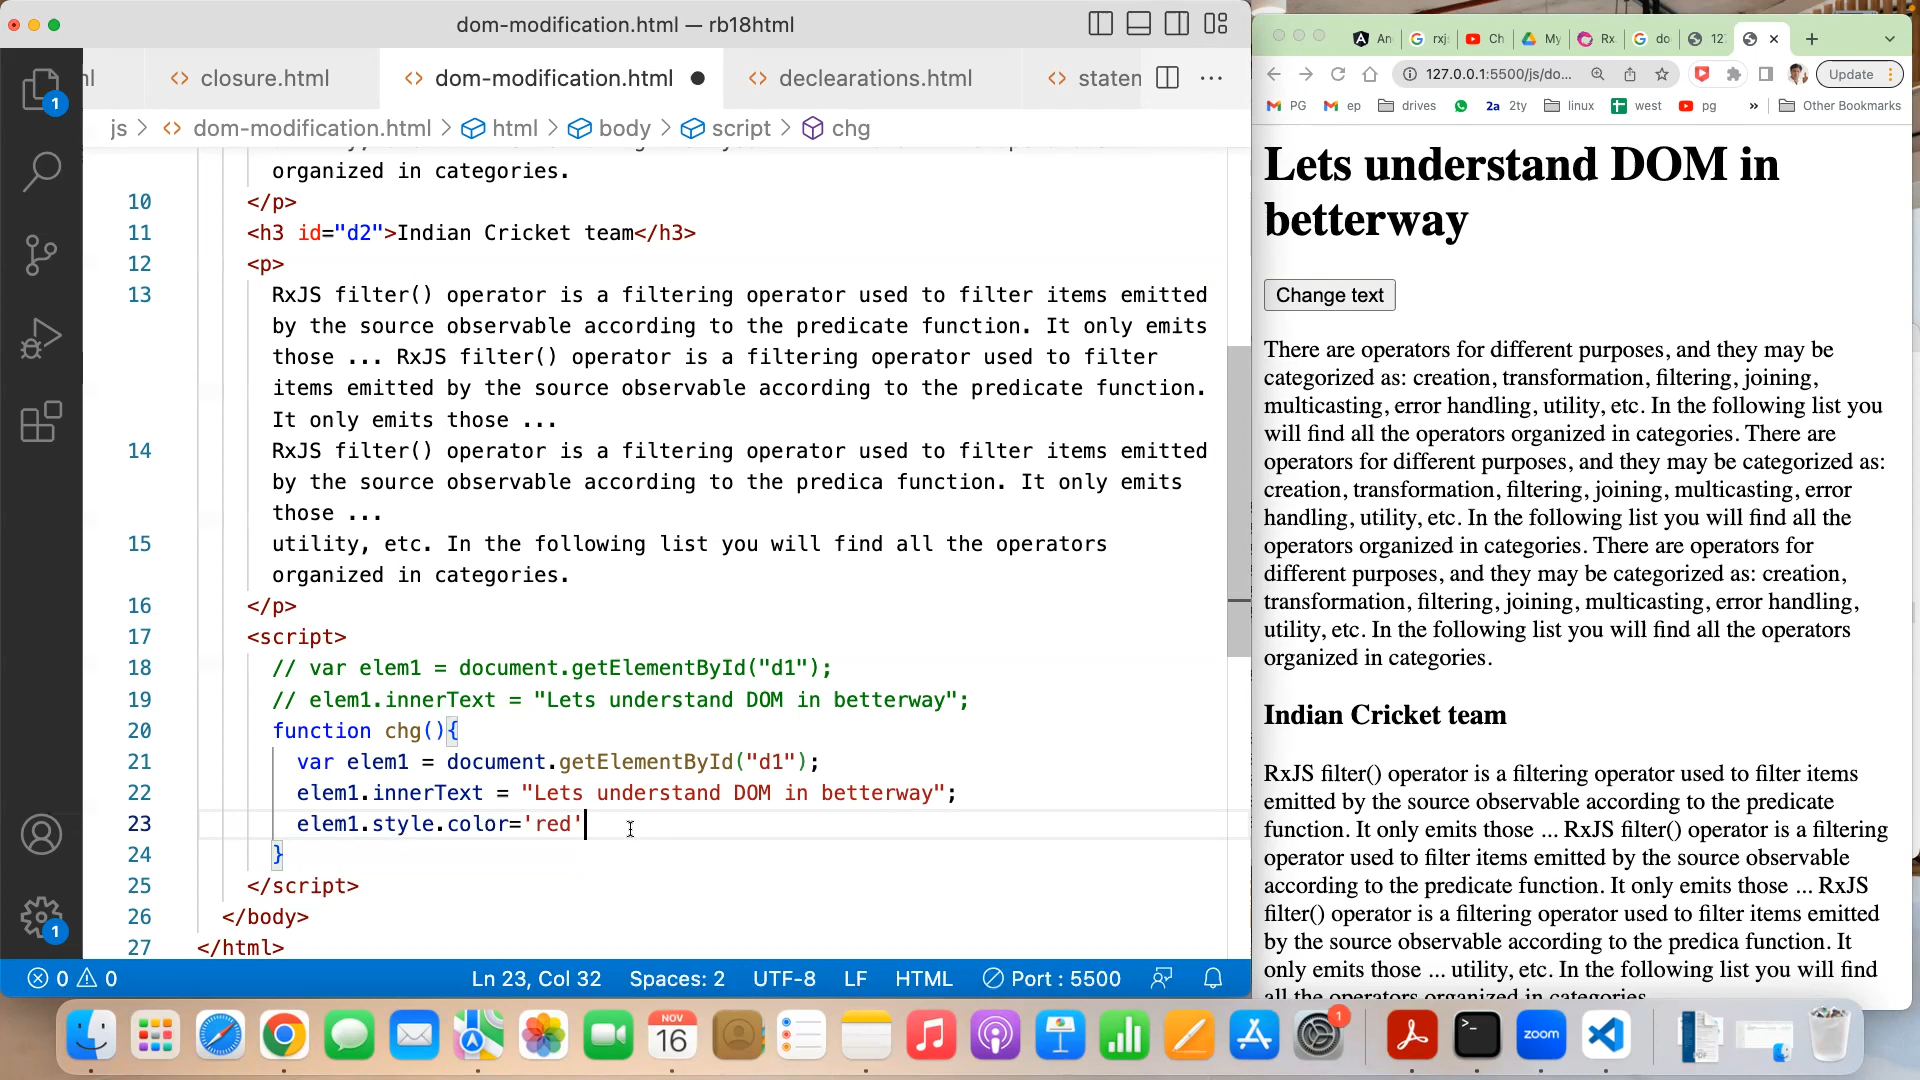 dom-modification.html — rb18html
ml
closure.html
dom-modification.html
declearations.html
js > dom-modification.html > html > body > script > chg
organized in categories.
10 </p>
11 <h3 id="d2">Indian Cricket team</h3>
12 <p>
13 RxJS filter() operator is a filtering operator used to filter items emitted
by the source observable according to the predicate function. It only emits
those ... RxJS filter() operator is a filtering operator used to filter
items emitted by the source observable according to the predicate function.
It only emits those ...
14 RxJS filter() operator is a filtering operator used to filter items emitted
by the source observable according to the predica function. It only emits
those ...
15 utility, etc. In the following list you will find all the operators
organized in categories.
16 </p>
17 <script>
18 // var elem1 = document.getElementById("d1");
19 // elem1.innerText = "Lets understand DOM in betterway";
20 function chg(){
21 var elem1 = document.getElementById("d1");
22 elem1.innerText = "Lets understand DOM in betterway";
23 elem1.style.color='red'
24 }
25 </script>
26 </body>
27 </html>
0 0
Ln 23, Col 32 Spaces: 2 UTF-8 LF HTML Port : 5500
1
1
An rxj Ch My Rx do 12
127.0.0.1:5500/js/do... Update
PG ep drives 2a 2ty linux west pg » Other Bookmarks
Lets understand DOM in
betterway
Change text
There are operators for different purposes, and they may be
categorized as: creation, transformation, filtering, joining,
multicasting, error handling, utility, etc. In the following list you
will find all the operators organized in categories. There are
operators for different purposes, and they may be categorized as:
creation, transformation, filtering, joining, multicasting, error
handling, utility, etc. In the following list you will find all the
operators organized in categories. There are operators for
different purposes, and they may be categorized as: creation,
transformation, filtering, joining, multicasting, error handling,
utility, etc. In the following list you will find all the operators
organized in categories.
Indian Cricket team
RxJS filter() operator is a filtering operator used to filter items
emitted by the source observable according to the predicate
function. It only emits those ... RxJS filter() operator is a filtering
operator used to filter items emitted by the source observable
according to the predicate function. It only emits those ... RxJS
filter() operator is a filtering operator used to filter items emitted
by the source observable according to the predica function. It
only emits those ... utility, etc. In the following list you will find
all the operators organized in categories.
NOV
16
zoom
1
PDF